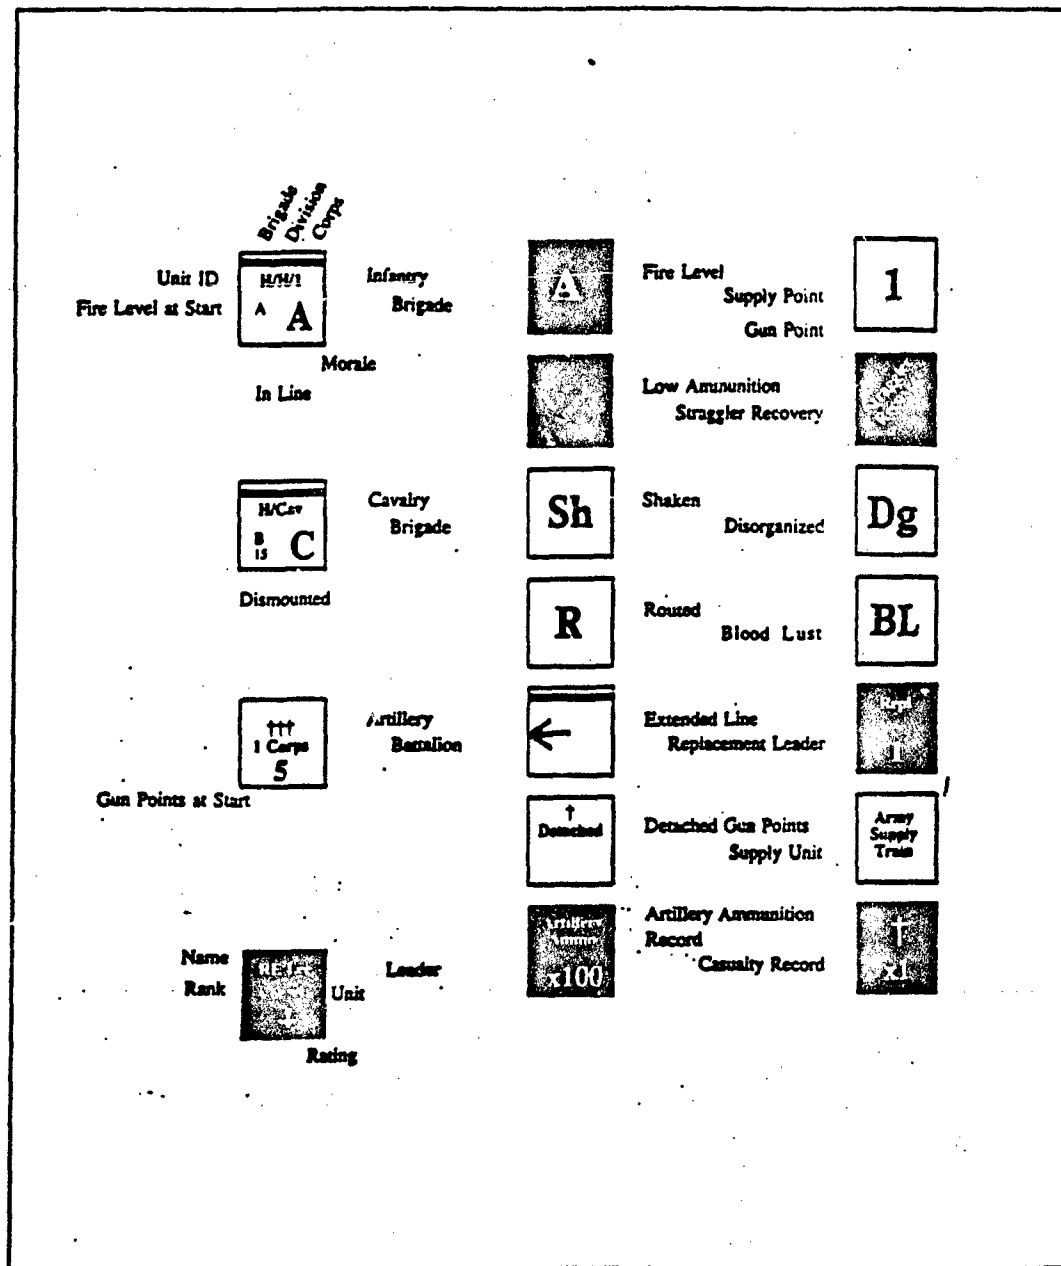 Brigade
Division
Corps
Unit ID
Fire Level at Start
H/H/1
A A
Infantry
Brigade
Morale
In Line
H/Cav
B
15 C
Cavalry
Brigade
Dismounted
†††
1 Corps
5
Artillery
Battalion
Gun Points at Start
Name
Rank
Unit
Leader
Rating
A
Fire Level
Supply Point
Gun Point
1
Low Ammunition
Straggler Recovery
Sh
Shaken
Disorganized
Dg
R
Routed
Blood Lust
BL
Extended Line
Replacement Leader
Repl
1
†
Detached
Detached Gun Points
Supply Unit
Army
Supply
Train
Artillery
Ammo
x100
Artillery Ammunition
Record
Casualty Record
†
x1